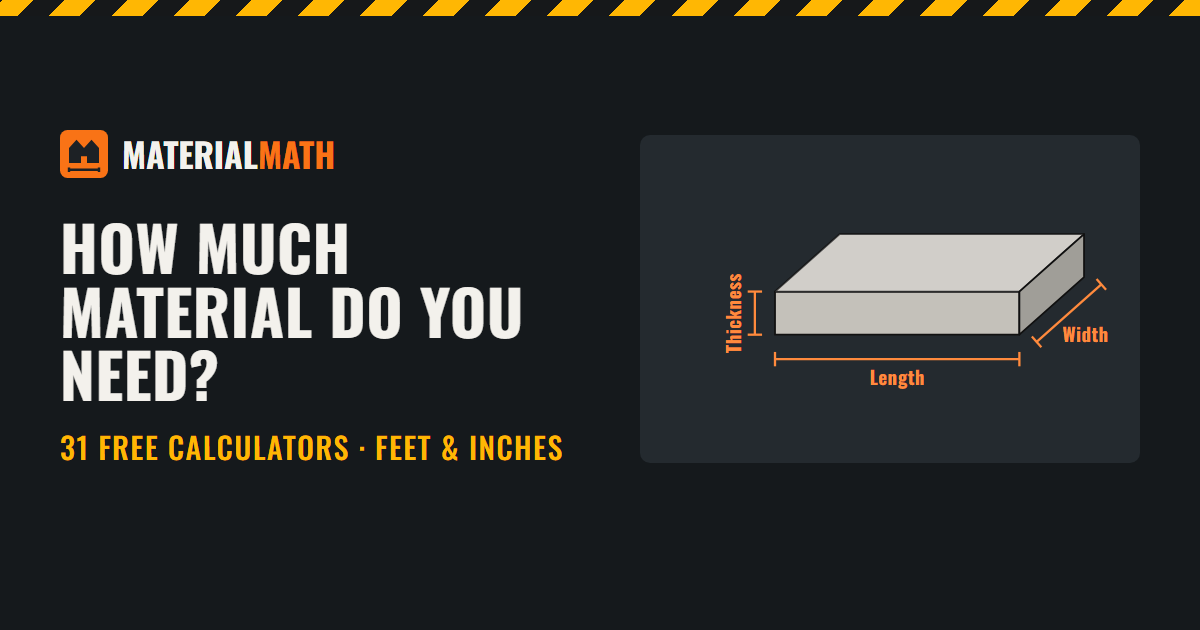 MATERIALMATH
HOW MUCH
MATERIAL DO YOU
NEED?
31 FREE CALCULATORS · FEET & INCHES
Thickness
Width
Length